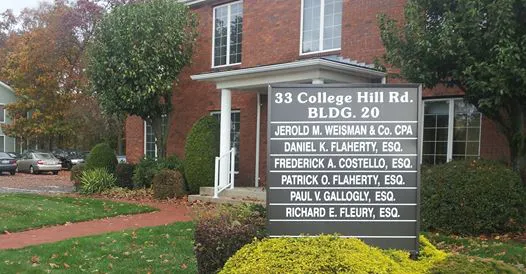 33 College Hill Rd.
BLDG. 20
JEROLD M. WEISMAN & Co. CPA
DANIEL K. FLAHERTY, ESQ.
FREDERICK A. COSTELLO, ESQ.
PATRICK O. FLAHERTY, ESQ.
PAUL V. GALLOGLY, ESQ.
RICHARD E. FLEURY, ESQ.